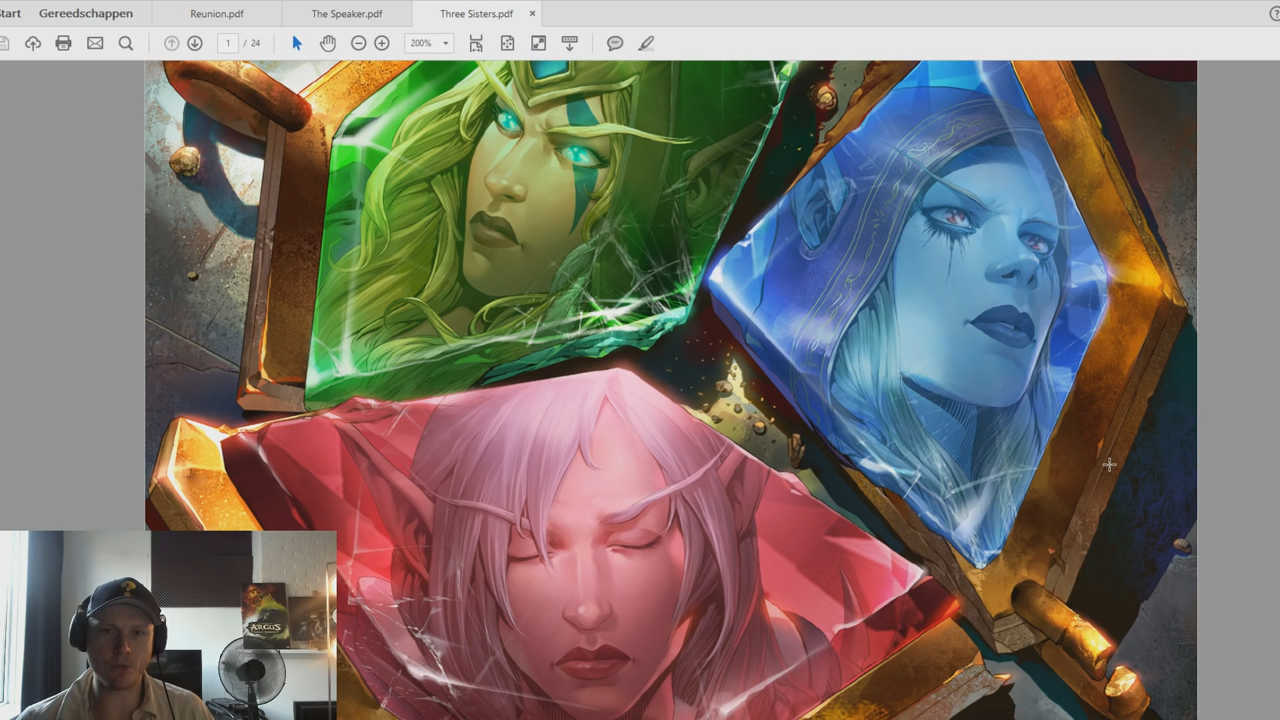 Start Gereedschappen Reunion.pdf The Speaker.pdf Three Sisters.pdf
1 / 24 200%
ARGUS